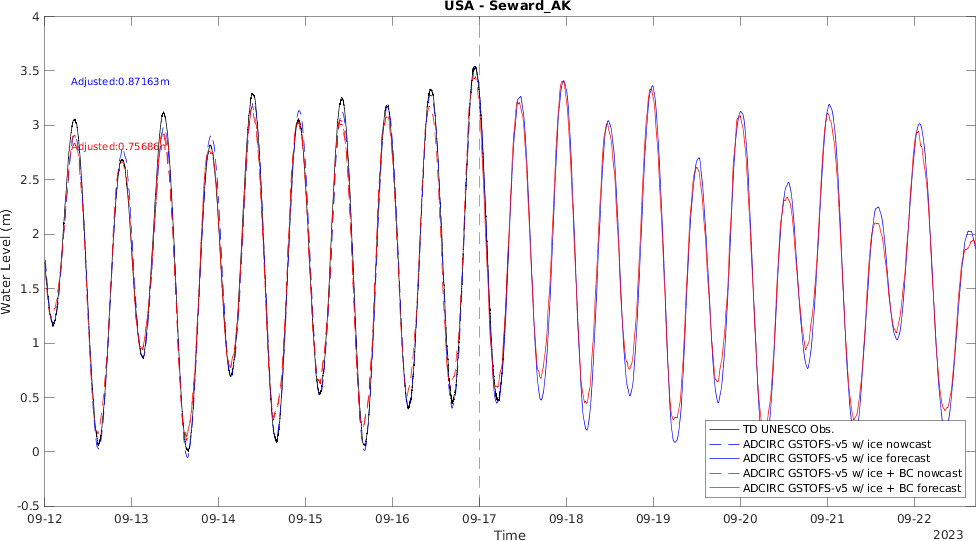 USA - Seward_AK
Adjusted:0.87163m
Adjusted:0.75686m
Water Level (m)
4
3.5
3
2.5
2
1.5
1
0.5
0
-0.5
TD UNESCO Obs.
ADCIRC GSTOFS-v5 w/ ice nowcast
ADCIRC GSTOFS-v5 w/ ice forecast
ADCIRC GSTOFS-v5 w/ ice + BC nowcast
ADCIRC GSTOFS-v5 w/ ice + BC forecast
09-12 09-13 09-14 09-15 09-16 09-17 09-18 09-19 09-20 09-21 09-22
Time
2023